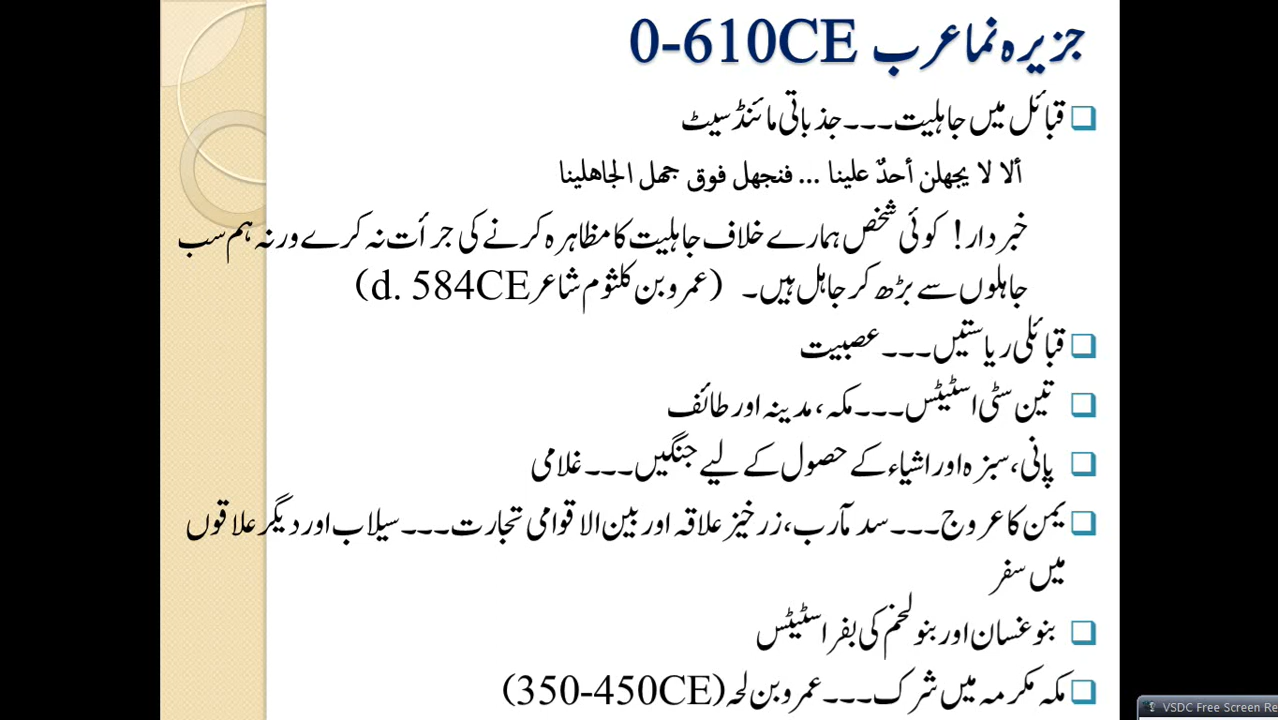 جزیرہ نما عرب 0-610CE
قبائل میں جاہلیت۔۔۔جذباتی مائنڈ سیٹ
ألا لا يجهلن أحدٌ علينا ... فنجهل فوق جهل الجاهلينا
خبردار! کوئی شخص ہمارے خلاف جاہلیت کا مظاہرہ کرنے کی جرأت نہ کرے ورنہ ہم سب
جاہلوں سے بڑھ کر جاہل ہیں۔ (عمرو بن کلثوم شاعر d. 584CE)
قبائلی ریاستیں۔۔۔عصبیت
تین سٹی اسٹیٹس۔۔۔مکہ، مدینہ اور طائف
پانی، سبزہ اور اشیاء کے حصول کے لیے جنگیں۔۔۔غلامی
یمن کا عروج۔۔۔سد مآرب، زرخیز علاقہ اور بین الاقوامی تجارت۔۔۔سیلاب اور دیگر علاقوں
میں سفر
بنو غسان اور بنو لخم کی بفر اسٹیٹس
مکہ مکرمہ میں شرک۔۔۔عمرو بن لحہ (350-450CE)
VSDC Free Screen Re